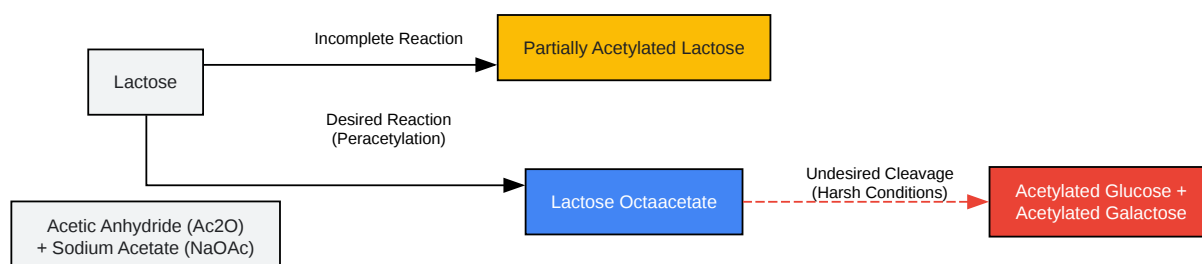 Incomplete Reaction
Partially Acetylated Lactose
Lactose
Desired Reaction
(Peracetylation)
Lactose Octaacetate
Undesired Cleavage
(Harsh Conditions)
Acetylated Glucose +
Acetylated Galactose
Acetic Anhydride (Ac2O)
+ Sodium Acetate (NaOAc)